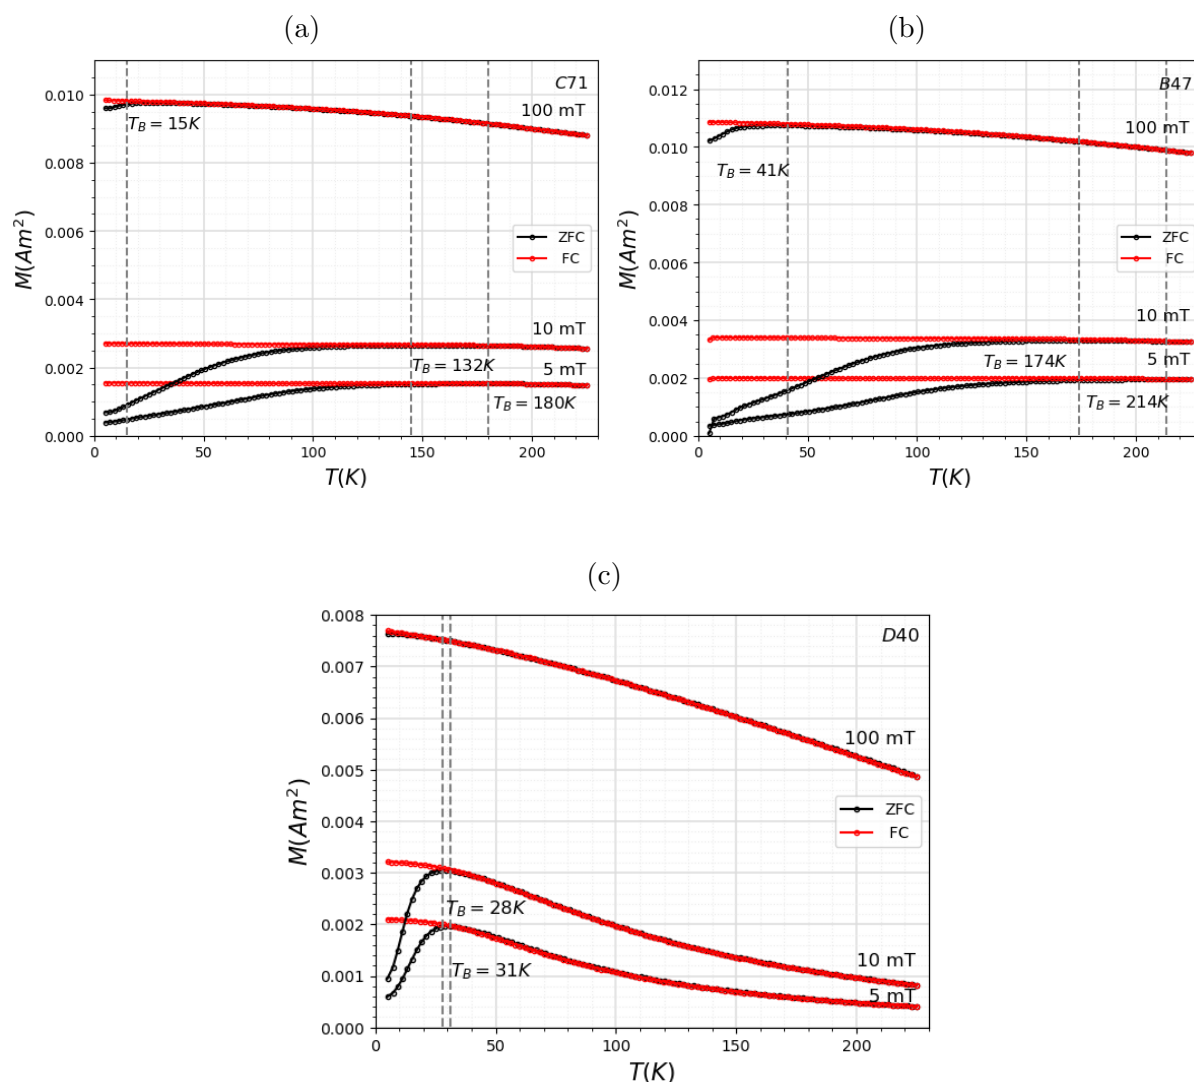 (a)
C71
100 mT
T_B = 15K
ZFC
FC
10 mT
T_B = 132K
5 mT
T_B = 180K
0.010
0.008
0.006
0.004
0.002
0.000
M(Am²)
0 50 100 150 200
T(K)
(b)
B47
100 mT
T_B = 41K
ZFC
FC
10 mT
T_B = 174K
5 mT
T_B = 214K
0.012
0.010
0.008
0.006
0.004
0.002
0.000
M(Am²)
0 50 100 150 200
T(K)
(c)
D40
100 mT
ZFC
FC
T_B = 28K
10 mT
T_B = 31K
5 mT
0.008
0.007
0.006
0.005
0.004
0.003
0.002
0.001
0.000
M(Am²)
0 50 100 150 200
T(K)